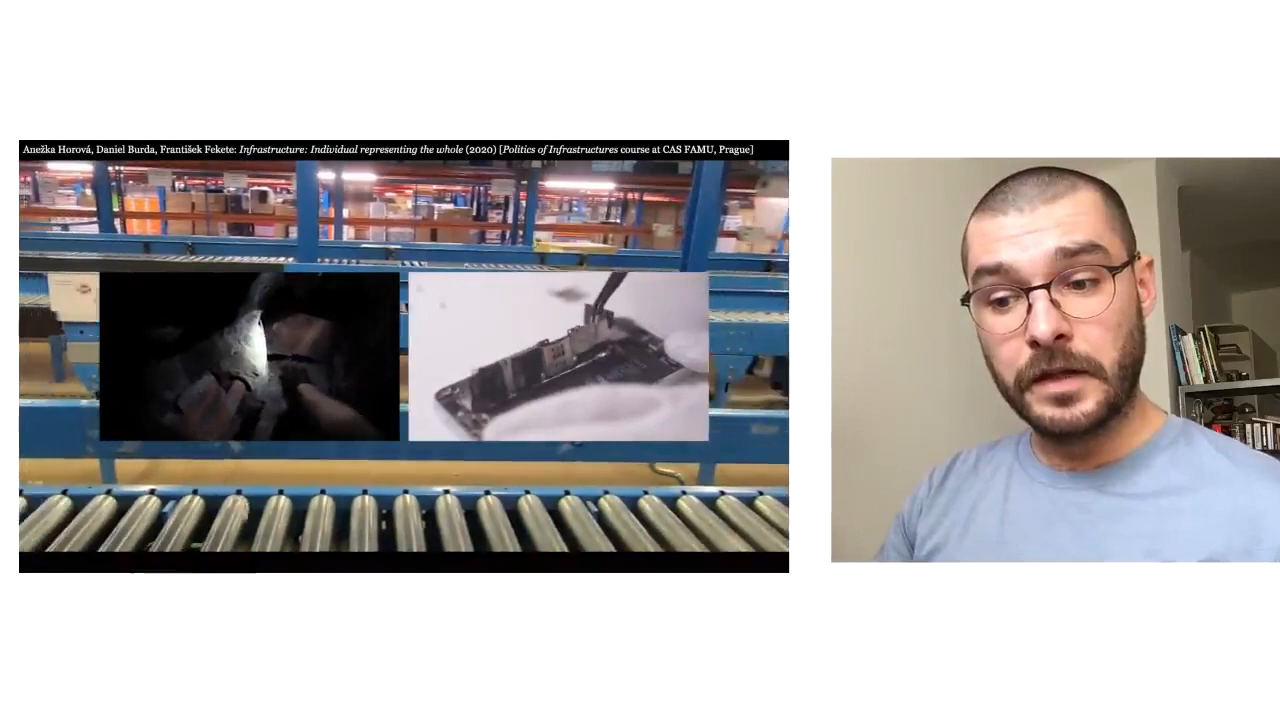 Anežka Horová, Daniel Burda, František Fekete: Infrastructure: Individual representing the whole (2020) [Politics of Infrastructures course at CAS FAMU, Prague]